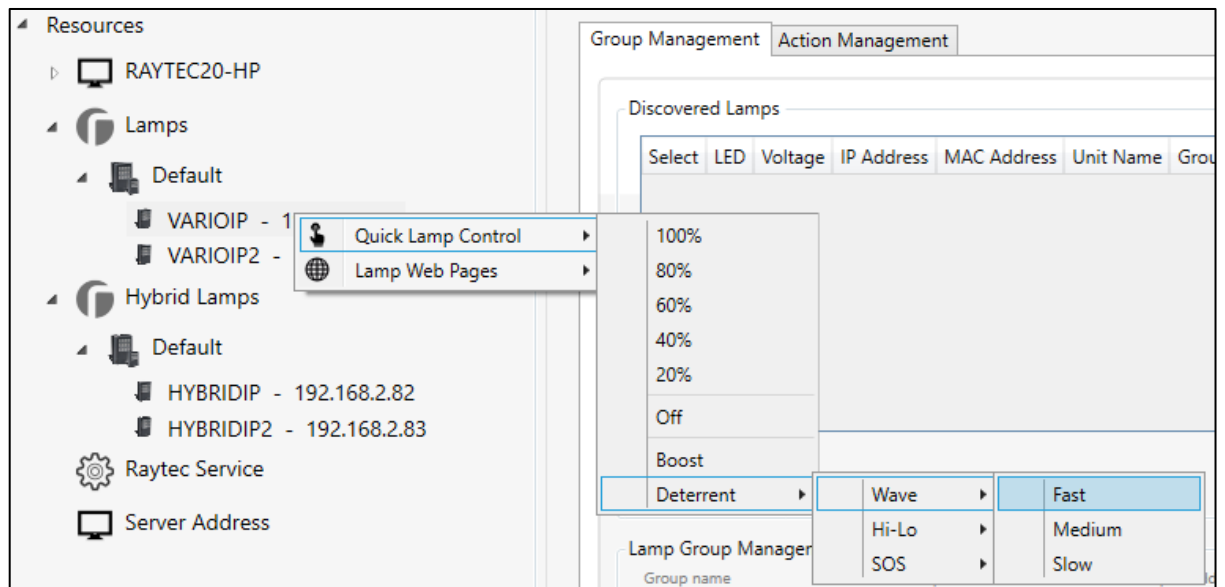 Resources
RAYTEC20-HP
Lamps
Default
VARIOIP - 1
VARIOIP2 -
Hybrid Lamps
Default
HYBRIDIP - 192.168.2.82
HYBRIDIP2 - 192.168.2.83
Raytec Service
Server Address
Quick Lamp Control
Lamp Web Pages
Group Management Action Management
Discovered Lamps
Select LED Voltage IP Address MAC Address Unit Name Grou
100%
80%
60%
40%
20%
Off
Boost
Deterrent
Wave
Hi-Lo
SOS
Fast
Medium
Slow
Lamp Group Manager
Group name